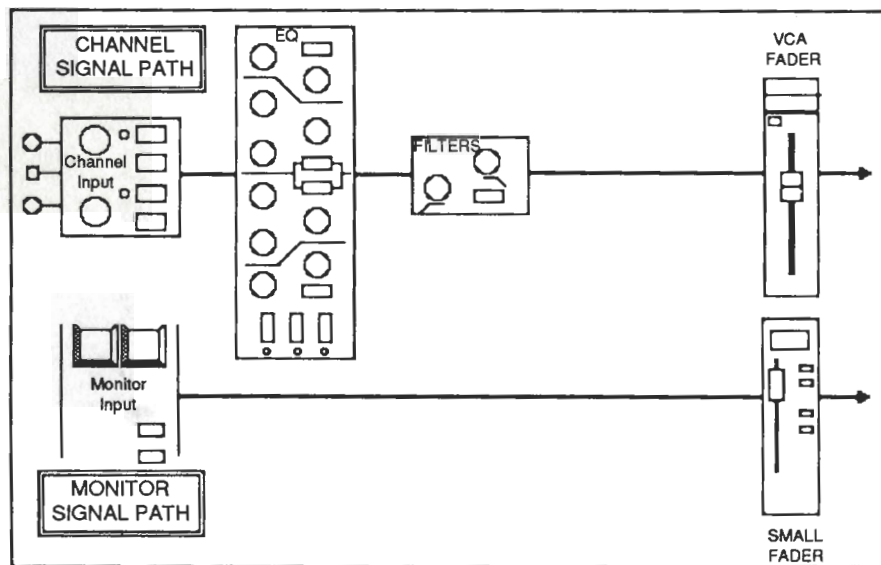 CHANNEL
SIGNAL PATH
EQ
VCA
FADER
Channel
Input
FILTERS
Monitor
Input
MONITOR
SIGNAL PATH
SMALL
FADER